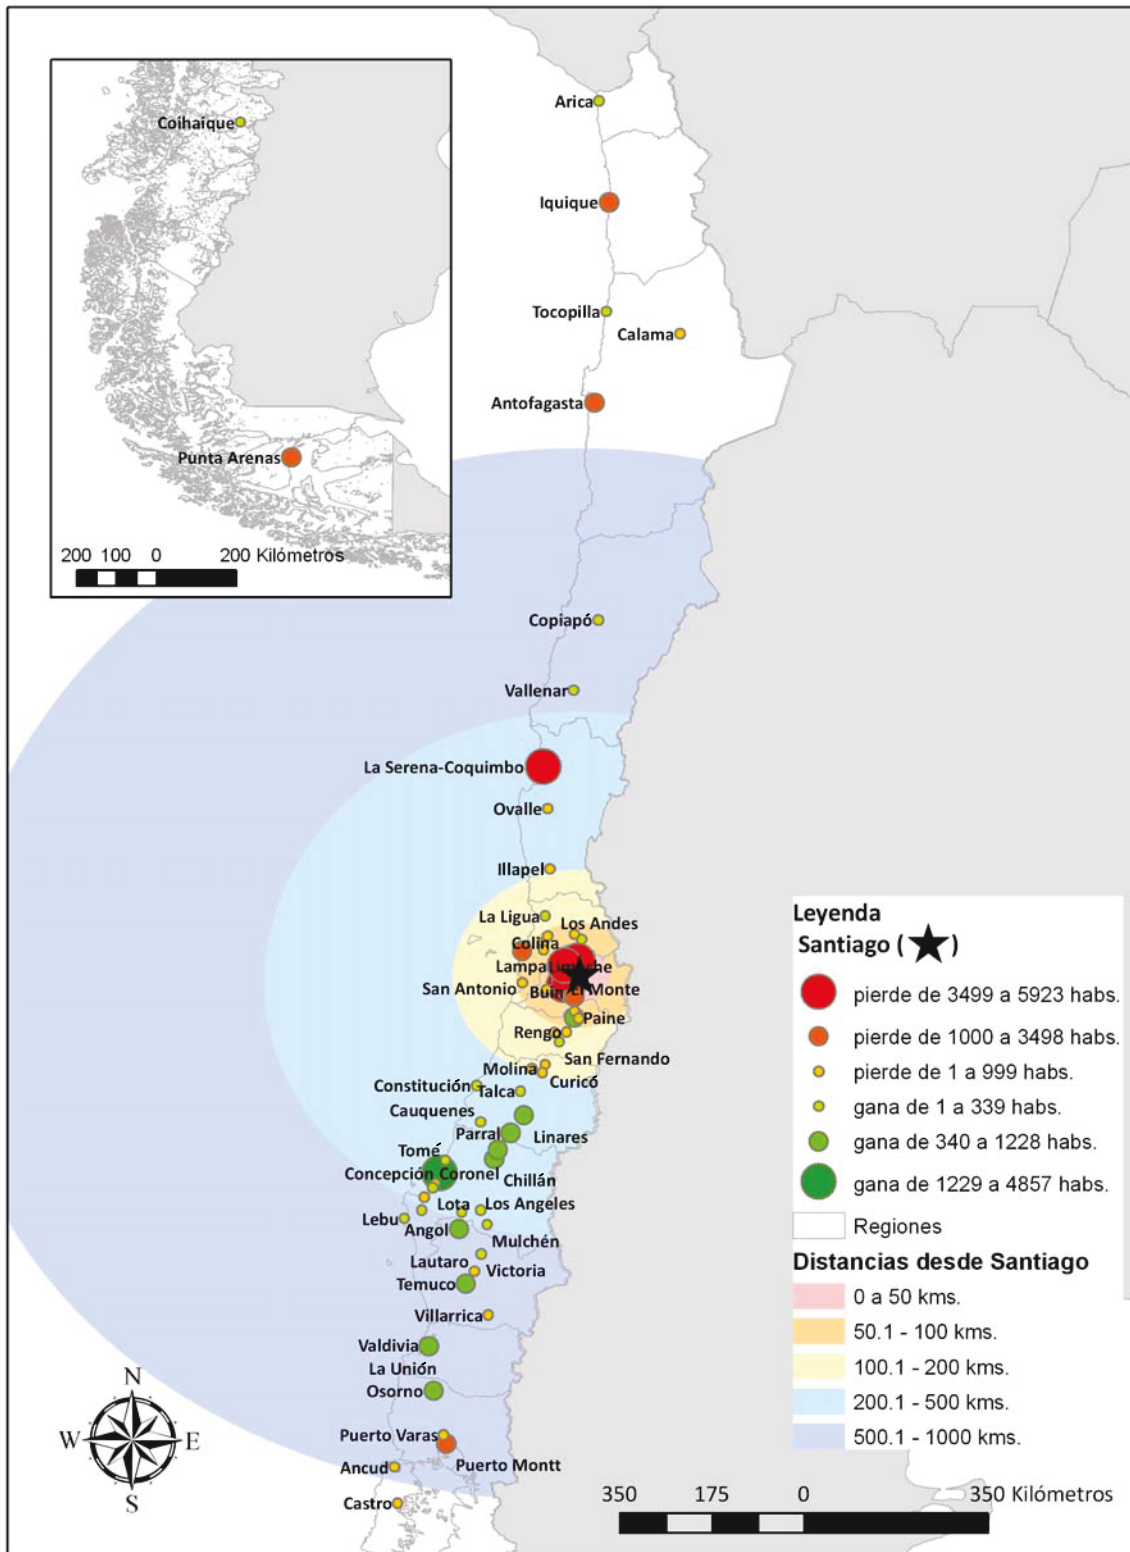 Coihaique
Punta Arenas
200 100 0 200 Kilómetros
Arica
Iquique
Tocopilla
Calama
Antofagasta
Copiapó
Vallenar
La Serena-Coquimbo
Ovalle
Illapel
La Ligua
Los Andes
Colina
Lampa
Limache
San Antonio
Buin
El Monte
Paine
Rengo
San Fernando
Molina
Curicó
Constitución
Talca
Cauquenes
Parral
Linares
Tomé
Concepción Coronel
Chillán
Lota
Los Angeles
Lebu
Angol
Mulchén
Lautaro
Victoria
Temuco
Villarrica
Valdivia
La Unión
Osorno
Puerto Varas
Puerto Montt
Ancud
Castro
N
W E
S
Leyenda
Santiago ( )
pierde de 3499 a 5923 habs.
pierde de 1000 a 3498 habs.
pierde de 1 a 999 habs.
gana de 1 a 339 habs.
gana de 340 a 1228 habs.
gana de 1229 a 4857 habs.
Regiones
Distancias desde Santiago
0 a 50 kms.
50.1 - 100 kms.
100.1 - 200 kms.
200.1 - 500 kms.
500.1 - 1000 kms.
350 175 0 350 Kilómetros